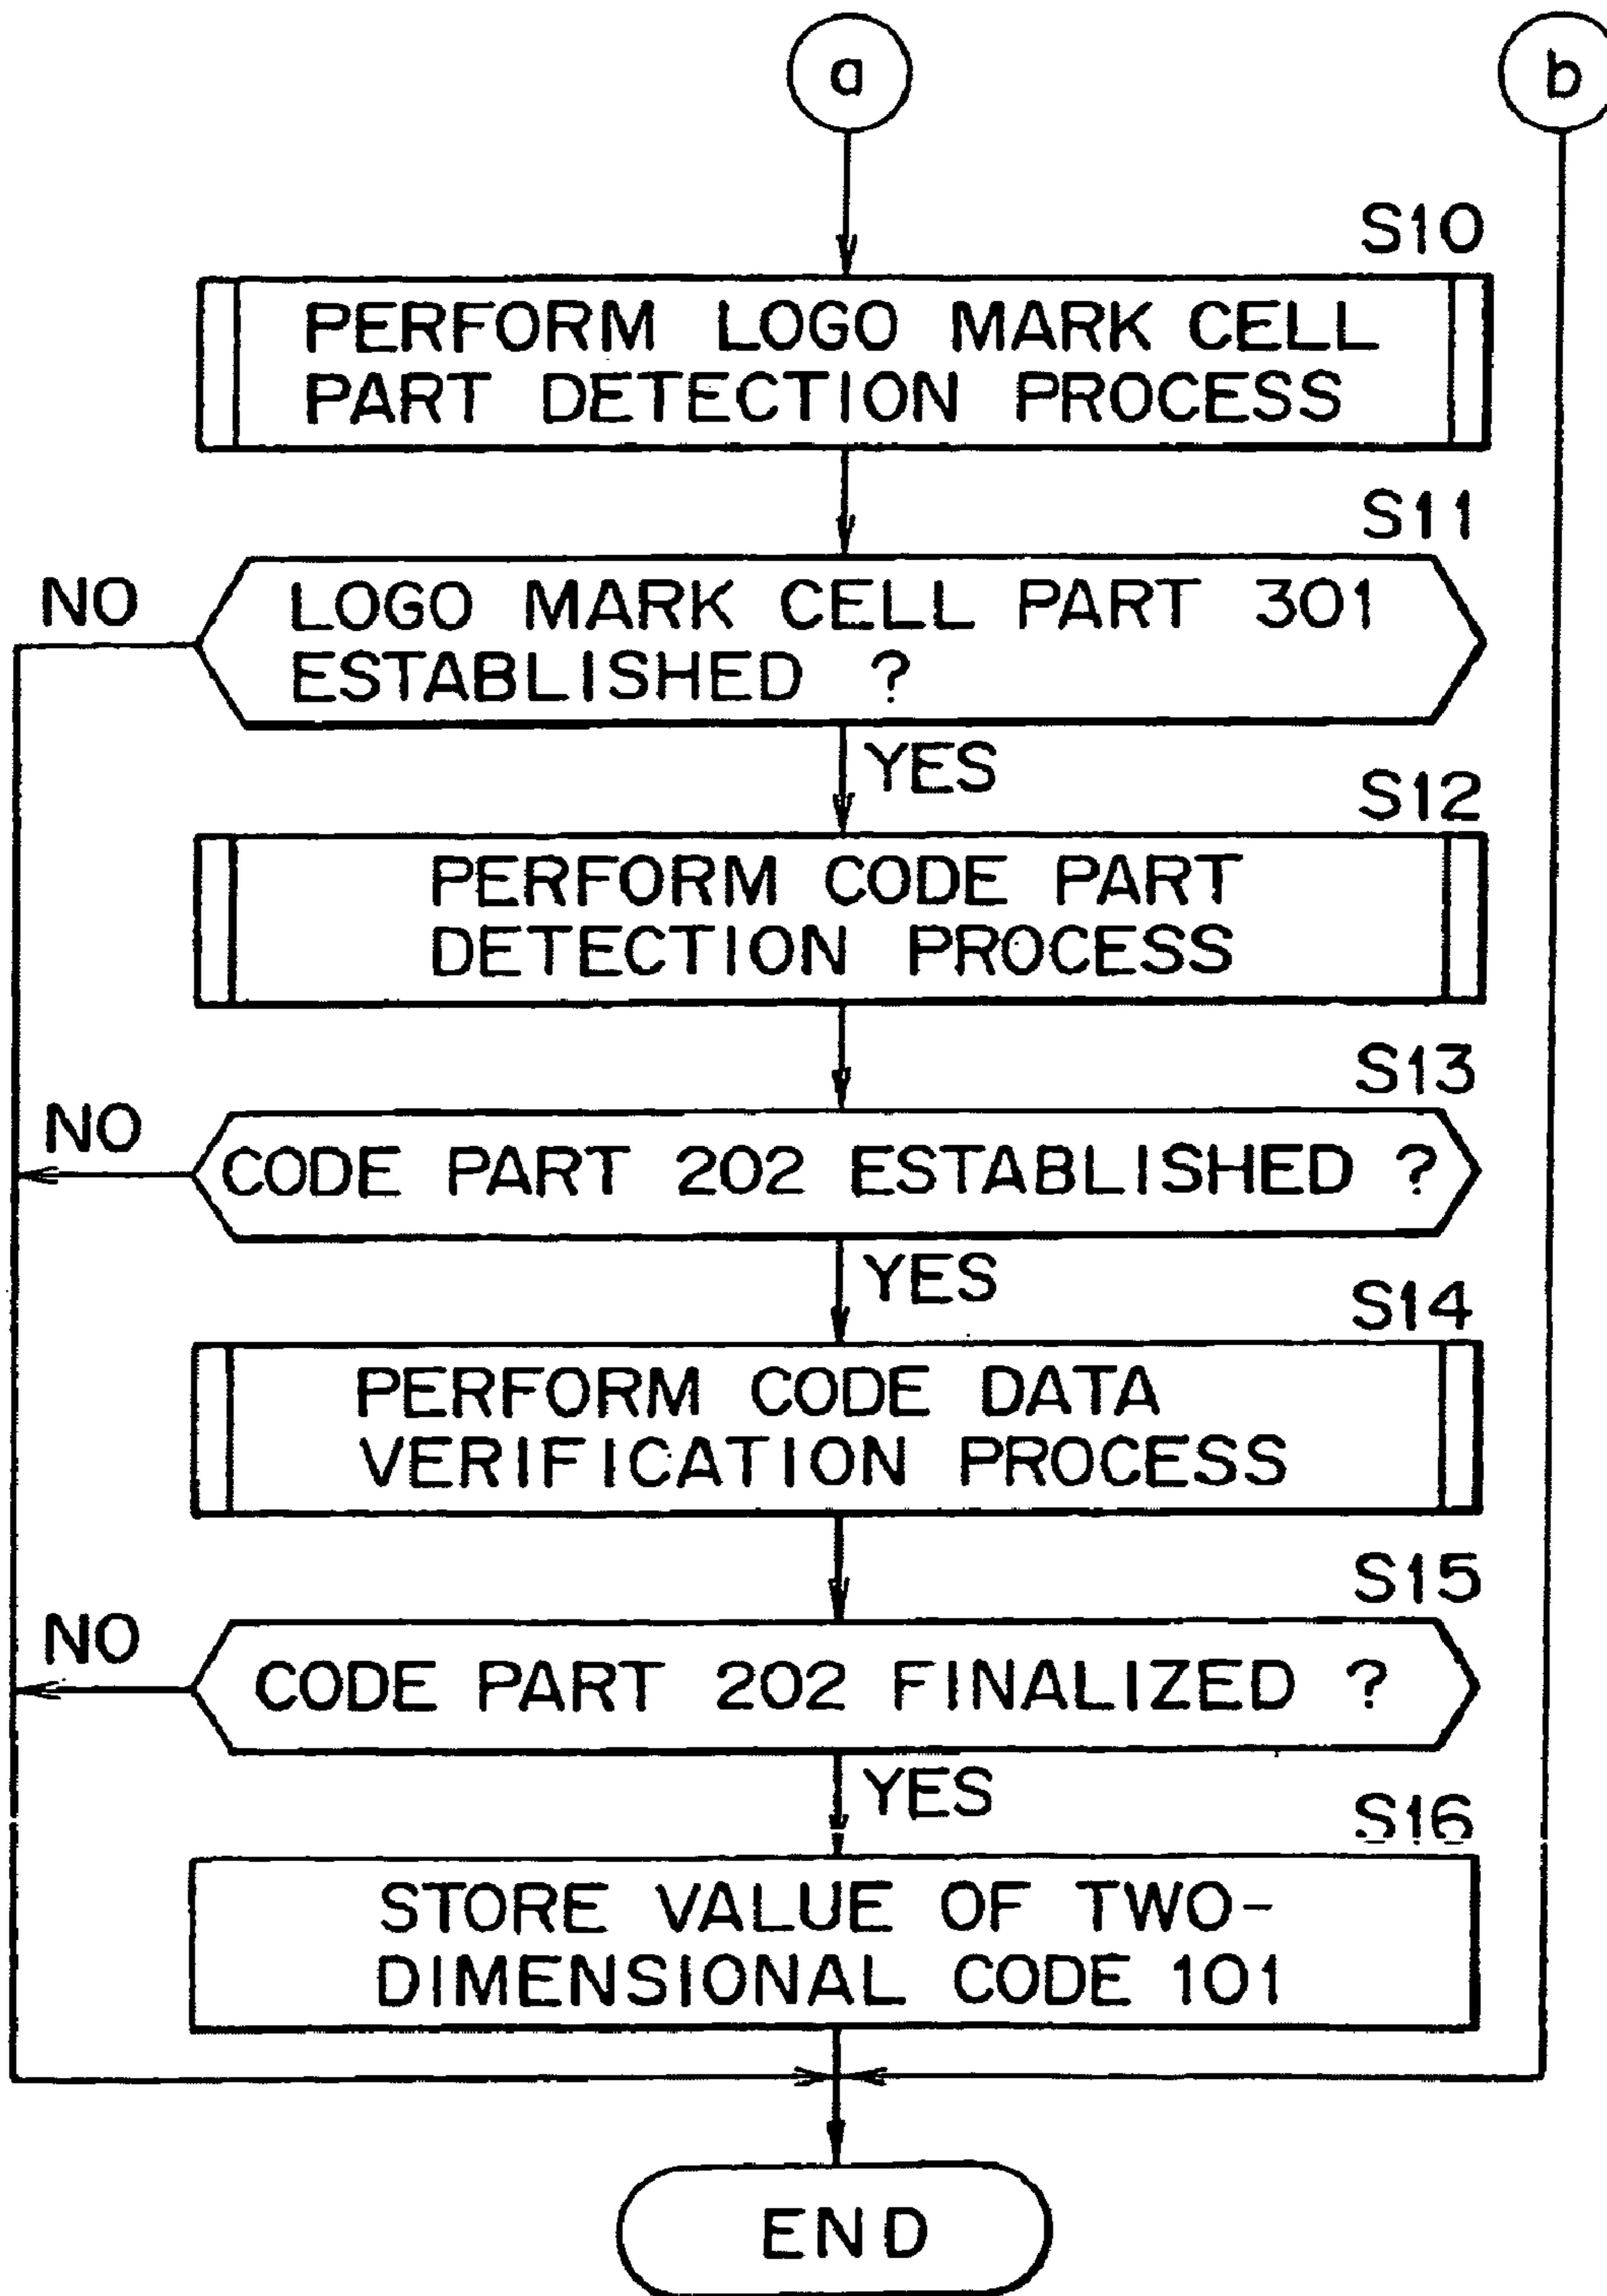 a
b
S10
PERFORM LOGO MARK CELL
PART DETECTION PROCESS
S11
NO
LOGO MARK CELL PART 301
ESTABLISHED ?
YES
S12
PERFORM CODE PART
DETECTION PROCESS
S13
NO
CODE PART 202 ESTABLISHED ?
YES
S14
PERFORM CODE DATA
VERIFICATION PROCESS
S15
NO
CODE PART 202 FINALIZED ?
YES
S16
STORE VALUE OF TWO-
DIMENSIONAL CODE 101
END